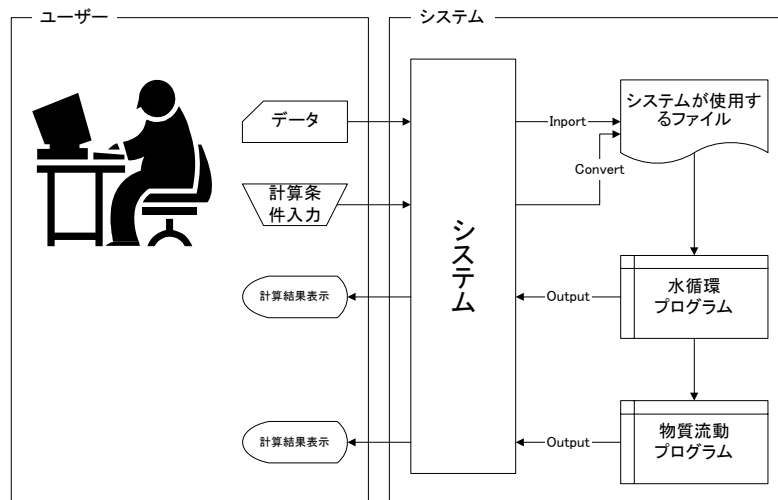 ユーザー
システム
データ
Inport
システムが使用す
るファイル
Convert
計算条
件入力
システム
計算結果表示
Output
水循環
プログラム
計算結果表示
Output
物質流動
プログラム